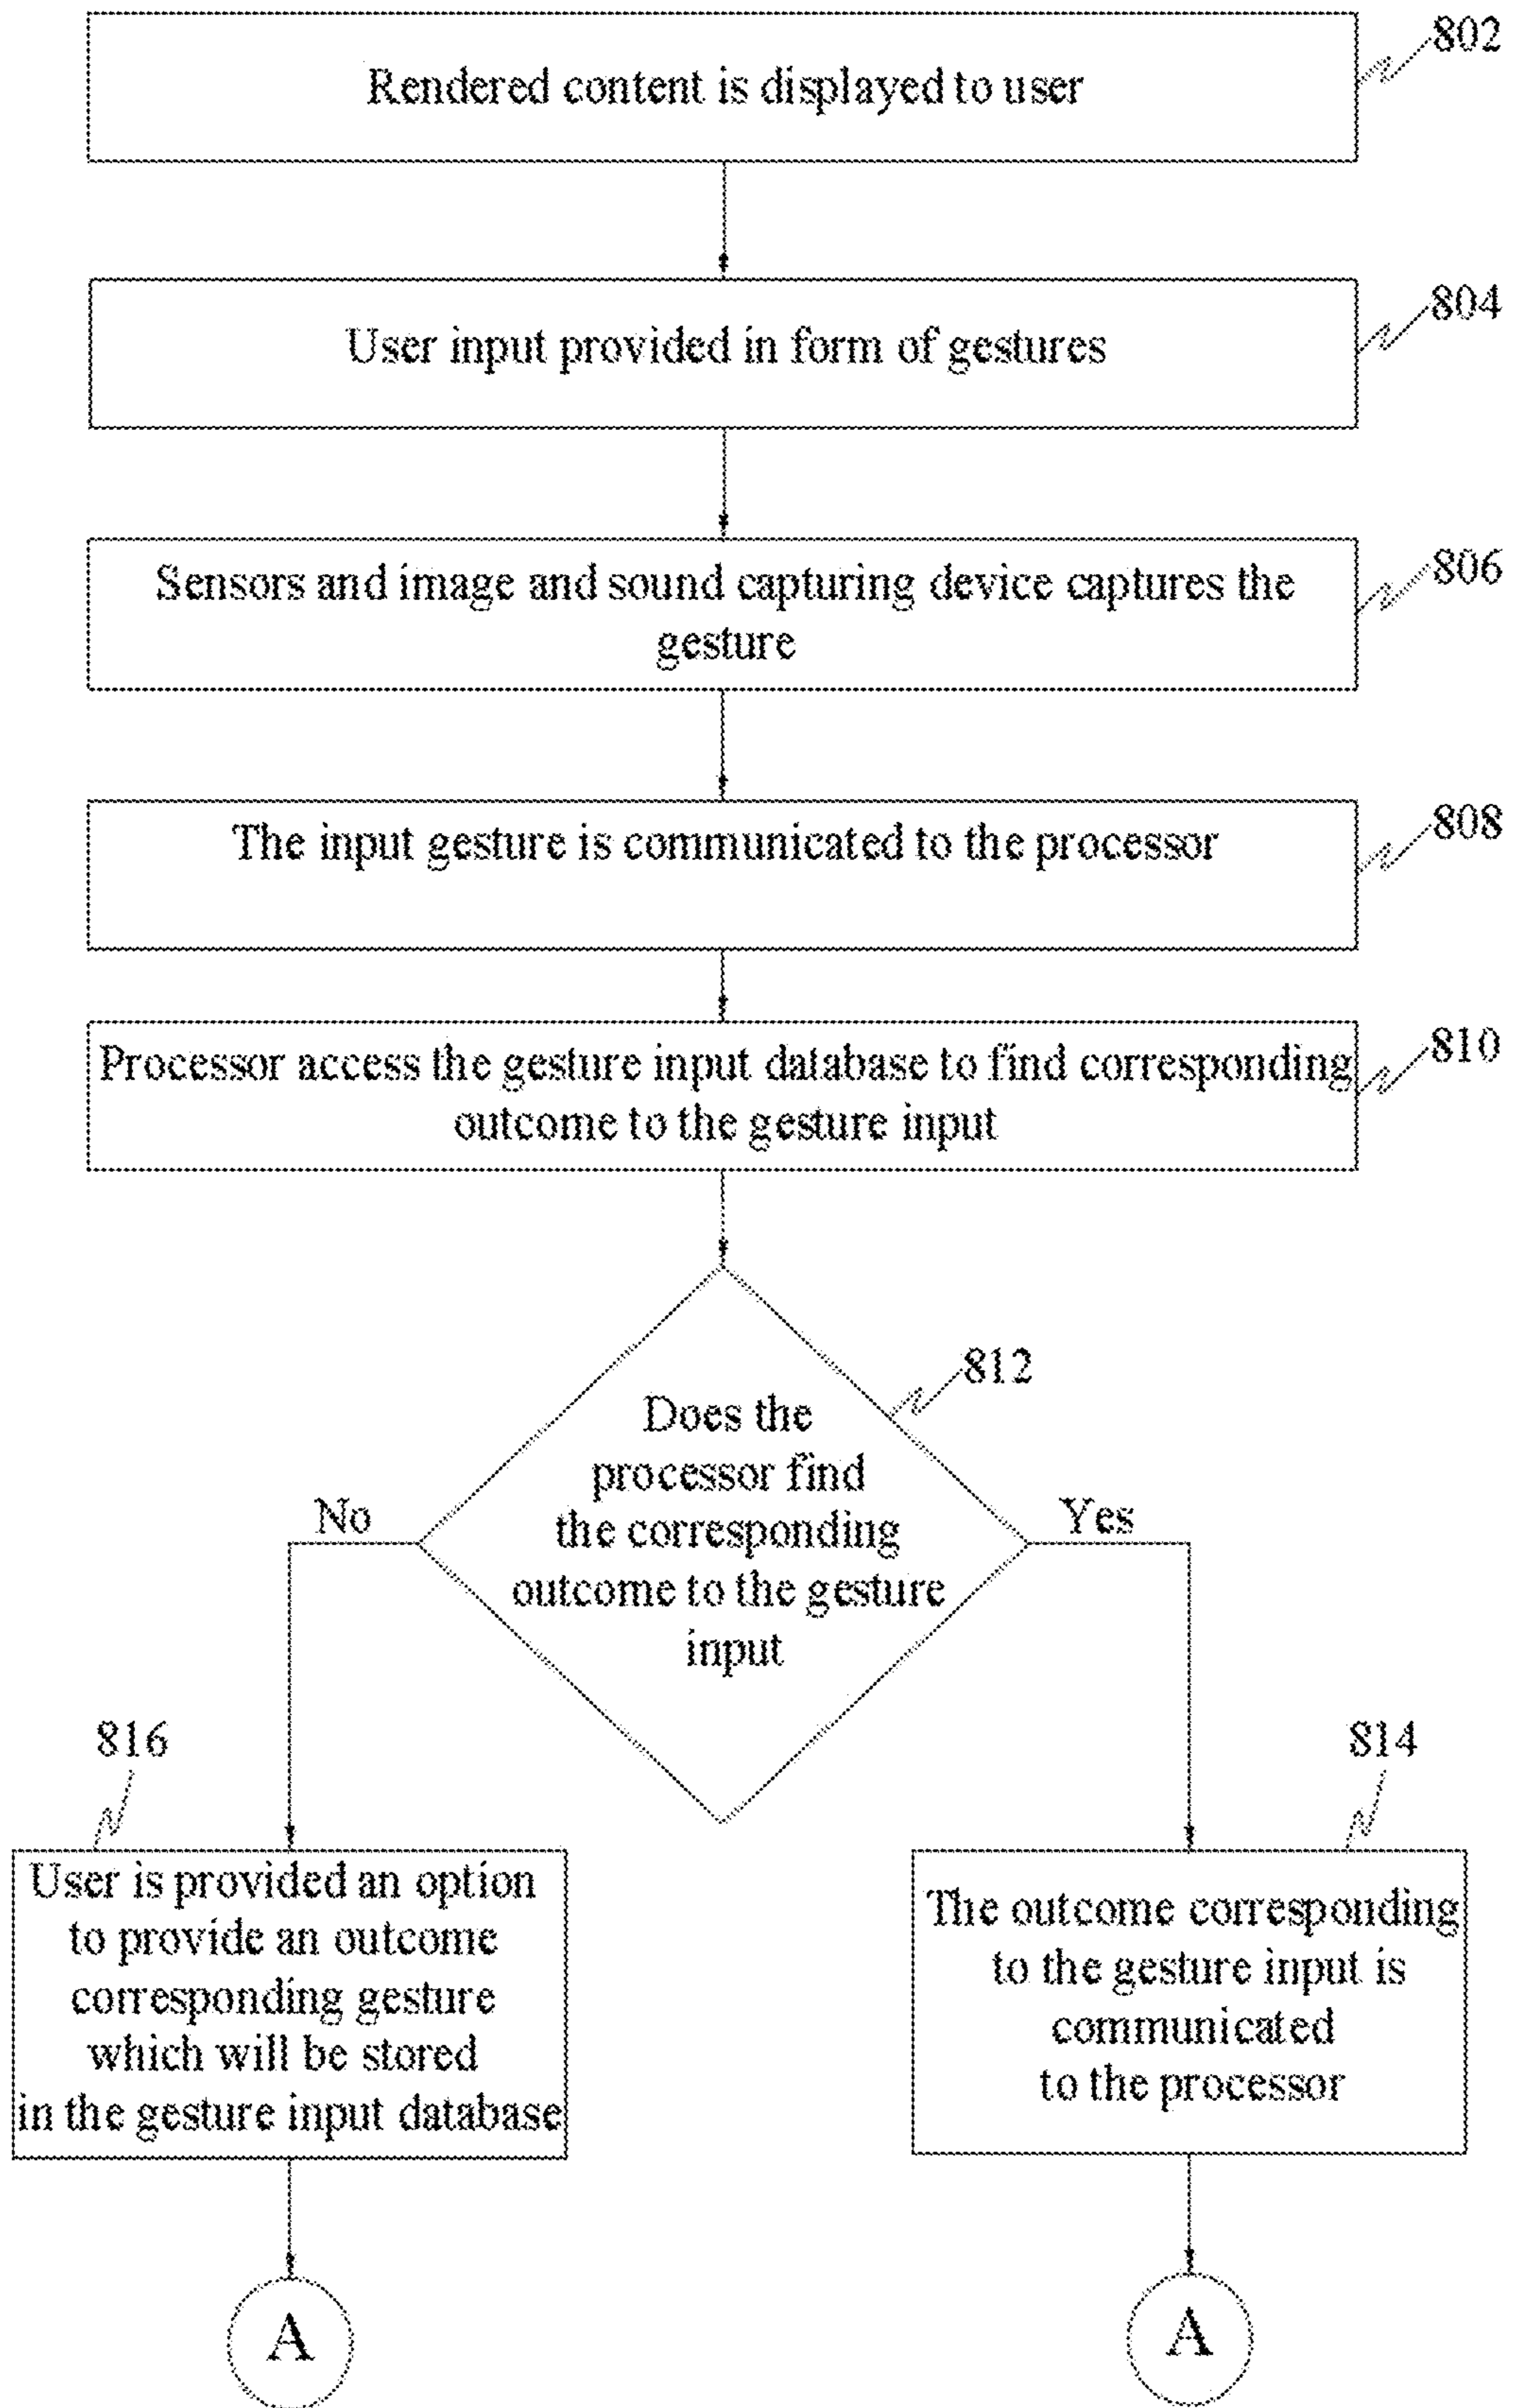 802
Rendered content is displayed to user
804
User input provided in form of gestures
806
Sensors and image and sound capturing device captures the
gesture
808
The input gesture is communicated to the processor
810
Processor access the gesture input database to find corresponding
outcome to the gesture input
812
Does the
processor find
the corresponding
outcome to the gesture
input
No
Yes
816
814
User is provided an option
to provide an outcome
corresponding gesture
which will be stored
in the gesture input database
The outcome corresponding
to the gesture input is
communicated
to the processor
A
A